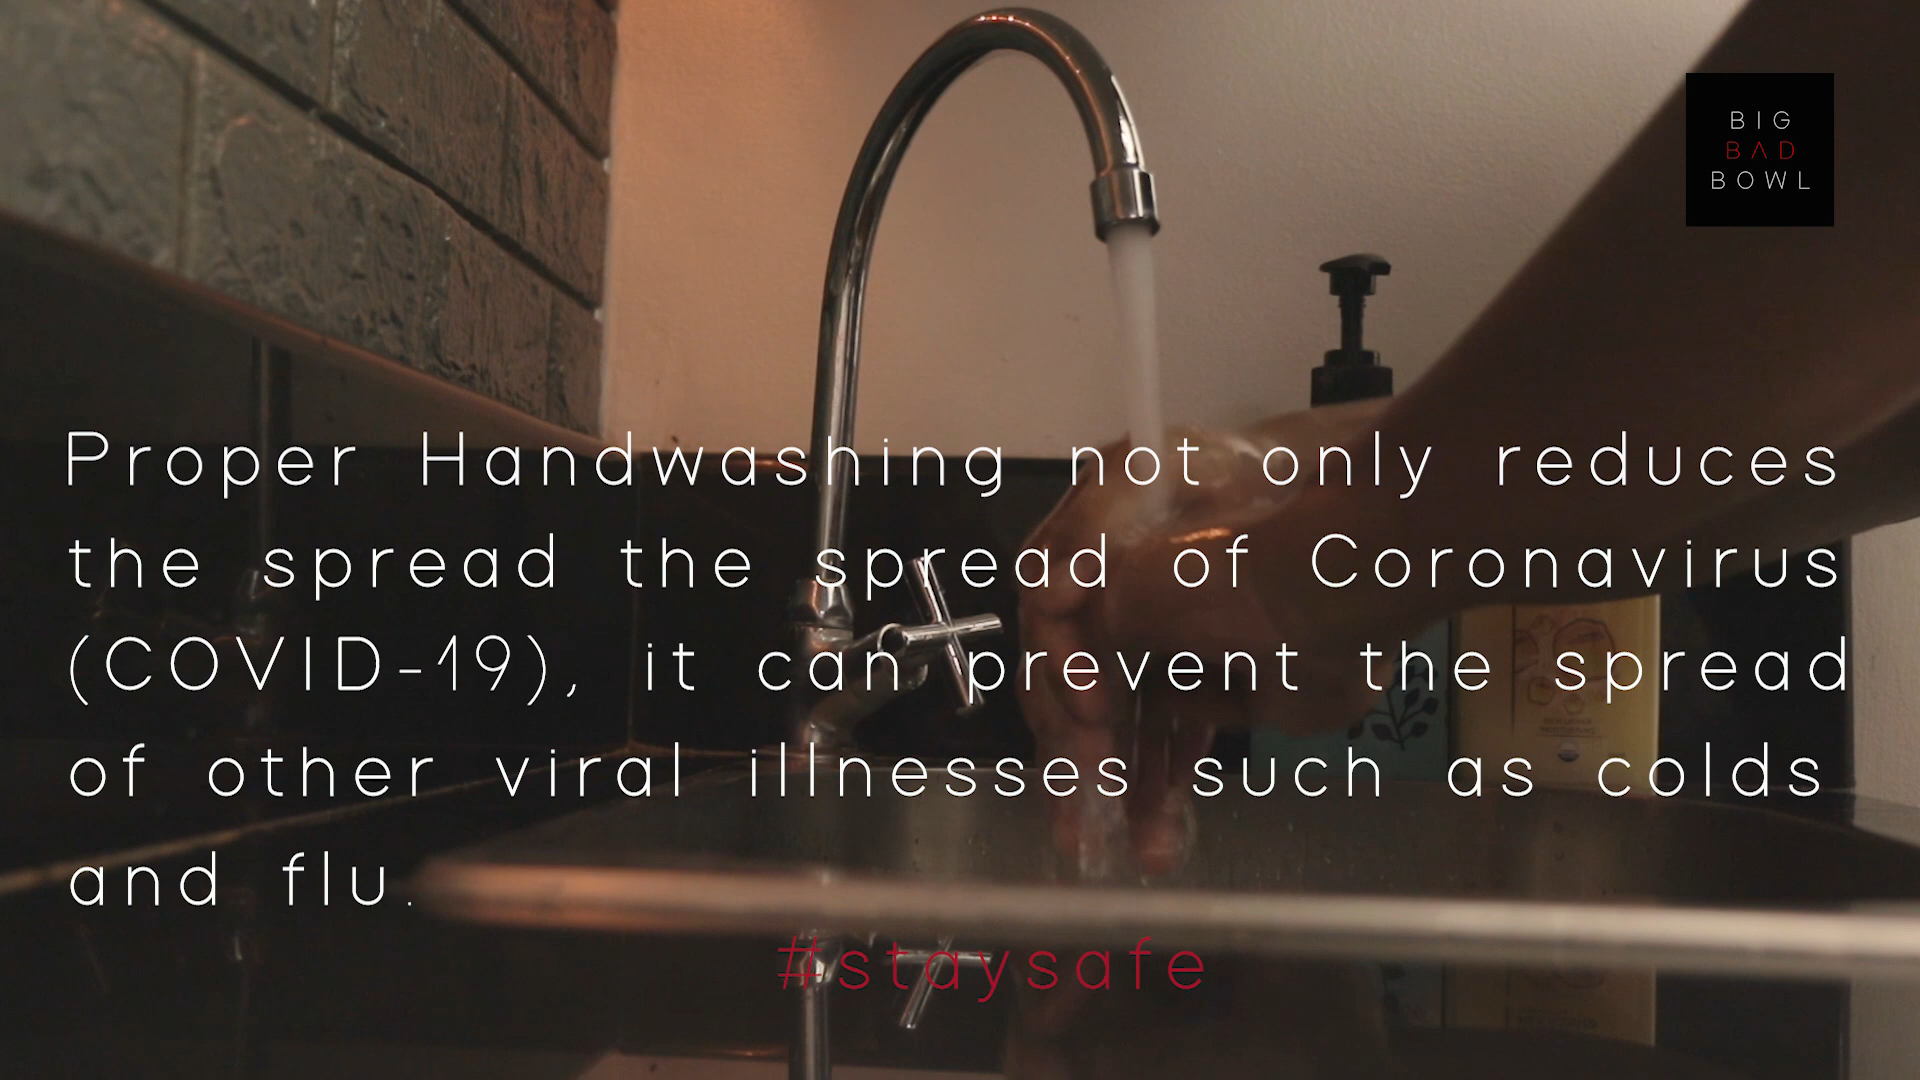 BIG
BAD
BOWL
Proper Handwashing not only reduces
the spread the spread of Coronavirus
(COVID-19), it can prevent the spread
of other viral illnesses such as colds
and flu.
#staysafe